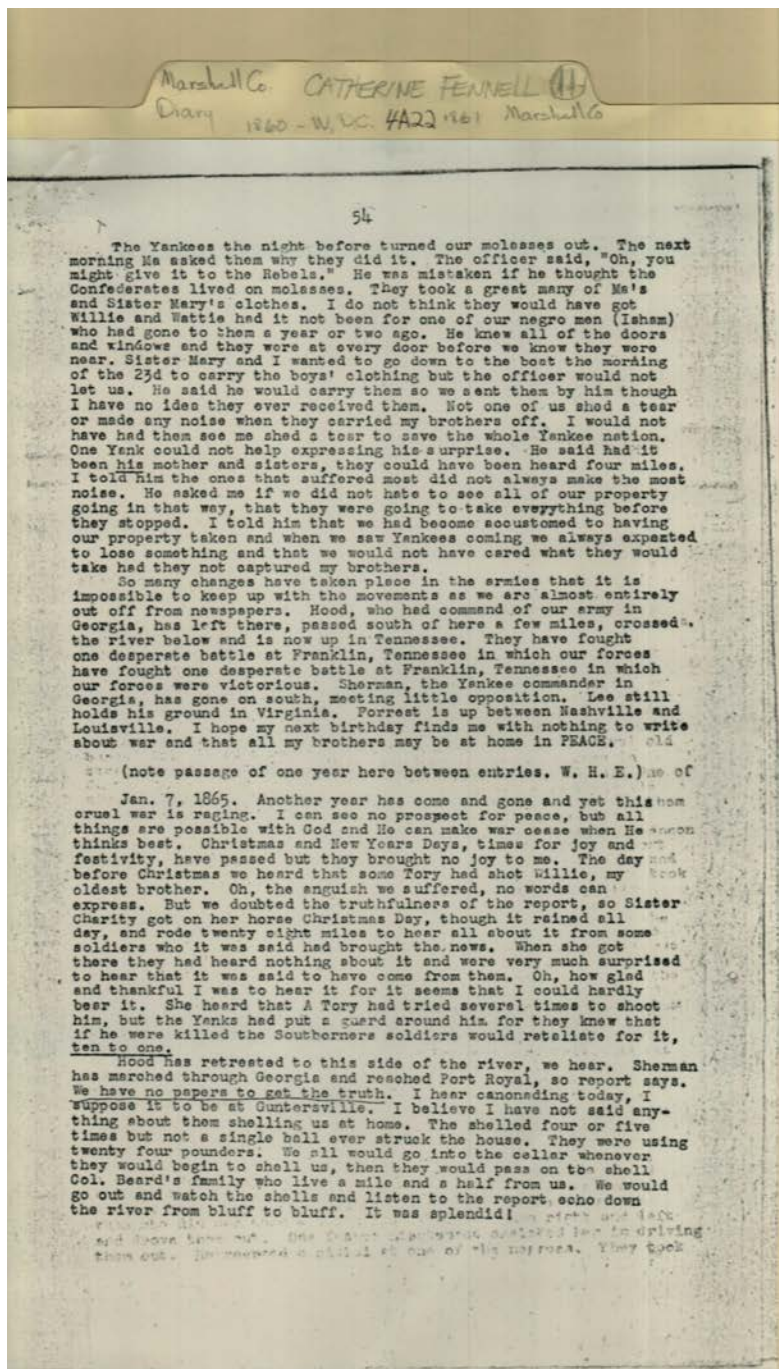 Marshall Co. CATHERINE FENNELL 11
Diary 1860 - 4A22 1861 Marshall Co
54
The Yankees the night before turned our molasses out. The next
morning Ma asked them why they did it. The officer said, "Oh, you
might give it to the Rebels." He was mistaken if he thought the
Confederates lived on molasses. They took a great many of Ma's
and Sister Mary's clothes. I do not think they would have got
Willie and Wattie had it not been for one of our negro men (Isham)
who had gone to them a year or two ago. He knew all of the doors
and windows and they were at every door before we knew they were
near. Sister Mary and I wanted to go down to the boat the morning
of the 23d to carry the boys' clothing but the officer would not
let us. He said he would carry them so we sent them by him though
I have no idea they ever received them. Not one of us shed a tear
or made any noise when they carried my brothers off. I would not
have had them see me shed a tear to save the whole Yankee nation.
One Yank could not help expressing his surprise. He said had it
been his mother and sisters, they could have been heard four miles.
I told him the ones that suffered most did not always make the most
noise. He asked me if we did not hate to see all of our property
going in that way, that they were going to take everything before
they stopped. I told him that we had become accustomed to having
our property taken and when we saw Yankees coming we always expected
to lose something and that we would not have cared what they would
take had they not captured my brothers.
So many changes have taken place in the armies that it is
impossible to keep up with the movements as we are almost entirely
cut off from newspapers. Hood, who had command of our army in
Georgia, has left there, passed south of here a few miles, crossed
the river below and is now up in Tennessee. They have fought
one desperate battle at Franklin, Tennessee in which our forces
have fought one desperate battle at Franklin, Tennessee in which
our forces were victorious. Sherman, the Yankee commander in
Georgia, has gone on south, meeting little opposition. Lee still
holds his ground in Virginia. Forrest is up between Nashville and
Louisville. I hope my next birthday finds me with nothing to write
about war and that all my brothers may be at home in PEACE.
(note passage of one year here between entries. W. H. E.)
Jan. 7, 1865. Another year has come and gone and yet this
cruel war is raging. I can see no prospect for peace, but all
things are possible with God and He can make war cease when He
thinks best. Christmas and New Years Days, times for joy and
festivity, have passed but they brought no joy to me. The day
before Christmas we heard that some Tory had shot Willie, my
oldest brother. Oh, the anguish we suffered, no words can
express. But we doubted the truthfulness of the report, so Sister
Charity got on her horse Christmas Day, though it rained all
day, and rode twenty eight miles to hear all about it from some
soldiers who it was said had brought the news. When she got
there they had heard nothing about it and were very much surprised
to hear that it was said to have come from them. Oh, how glad
and thankful I was to hear it for it seems that I could hardly
bear it. She heard that A Tory had tried several times to shoot
him, but the Yanks had put a guard around him for they knew that
if he were killed the Southerners soldiers would retaliate for it,
ten to one.
Hood has retreated to this side of the river, we hear. Sherman
has marched through Georgia and reached Port Royal, so report says.
We have no papers to get the truth. I hear canonading today, I
suppose it to be at Guntersville. I believe I have not said any-
thing about them shelling us at home. The shelled four or five
times but not a single ball ever struck the house. They were using
twenty four pounders. We all would go into the cellar whenever
they would begin to shell us, then they would pass on to shell
Col. Beard's family who live a mile and a half from us. We would
go out and watch the shells and listen to the report echo down
the river from bluff to bluff. It was splendid!
driving
them out. They took